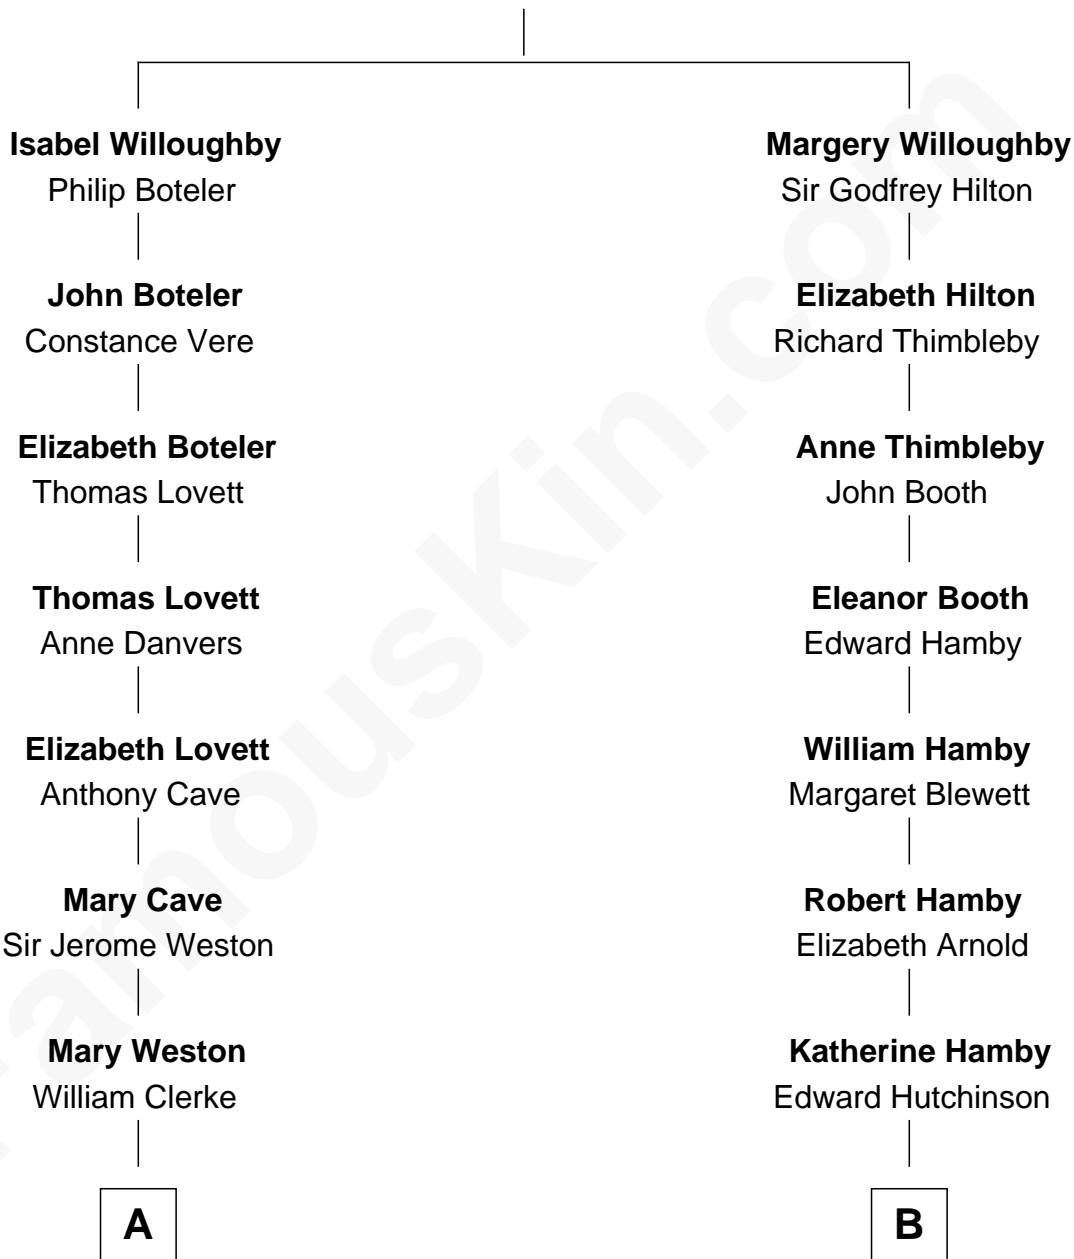 Isabel Willoughby
Philip Boteler
John Boteler
Constance Vere
Elizabeth Boteler
Thomas Lovett
Thomas Lovett
Anne Danvers
Elizabeth Lovett
Anthony Cave
Mary Cave
Sir Jerome Weston
Mary Weston
William Clerke
A
Margery Willoughby
Sir Godfrey Hilton
Elizabeth Hilton
Richard Thimbleby
Anne Thimbleby
John Booth
Eleanor Booth
Edward Hamby
William Hamby
Margaret Blewett
Robert Hamby
Elizabeth Arnold
Katherine Hamby
Edward Hutchinson
B
FamousKin.com